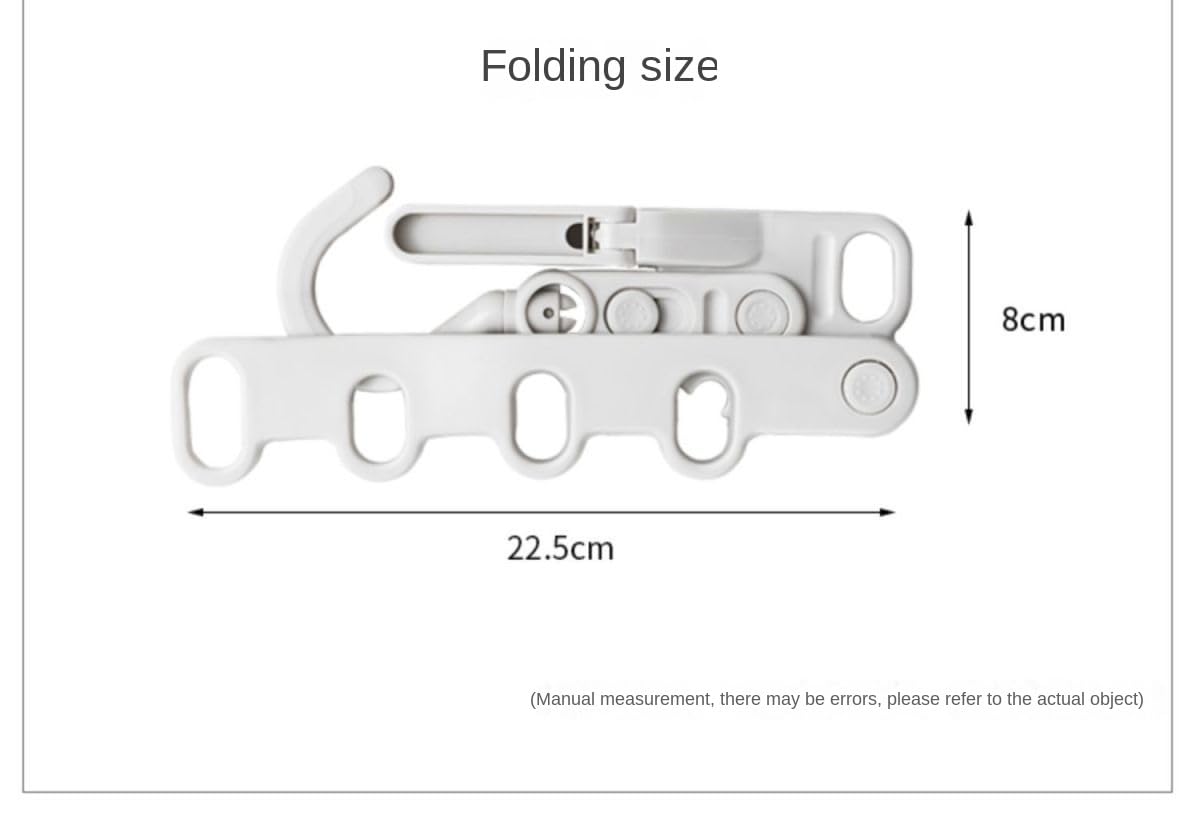 Folding size
8cm
22.5cm
(Manual measurement, there may be errors, please refer to the actual object)